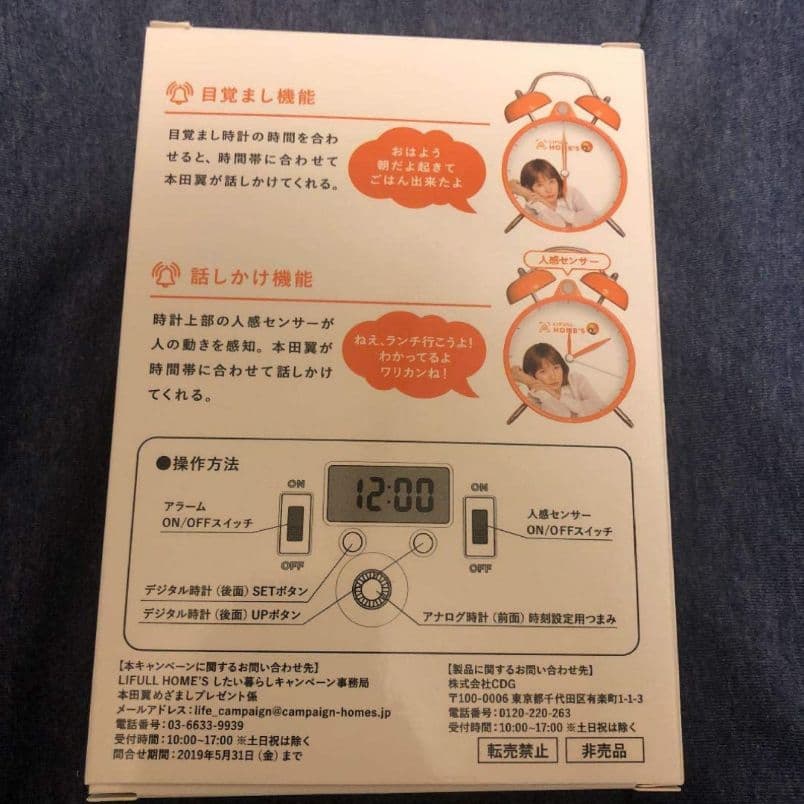 目覚まし機能
目覚まし時計の時間を合わ
せると、時間帯に合わせて
本田翼が話しかけてくれる。
おはよう
朝だよ起きて
ごはん出来たよ
LIFULL
HOME'S
話しかけ機能
時計上部の人感センサーが
人の動きを感知。本田翼が
時間帯に合わせて話しかけ
てくれる。
ねえ、ランチ行こうよ!
わかってるよ
ワリカンね!
人感センサー
LIFULL
HOME'S
●操作方法
アラーム
ON/OFFスイッチ
ON
OFF
12:00
ON
OFF
人感センサー
ON/OFFスイッチ
デジタル時計(後面)SETボタン
デジタル時計(後面)UPボタン
アナログ時計(前面)時刻設定用つまみ
【本キャンペーンに関するお問い合わせ先】
LIFULL HOME'S したい暮らしキャンペーン事務局
本田翼めざましプレゼント係
メールアドレス:life_campaign@campaign-homes.jp
電話番号:03-6633-9939
受付時間:10:00~17:00 ※土日祝は除く
問合せ期間:2019年5月31日(金)まで
【製品に関するお問い合わせ先】
株式会社CDG
〒100-0006 東京都千代田区有楽町1-1-3
電話番号:0120-220-263
受付時間:10:00~17:00 ※土日祝は除く
転売禁止
非売品